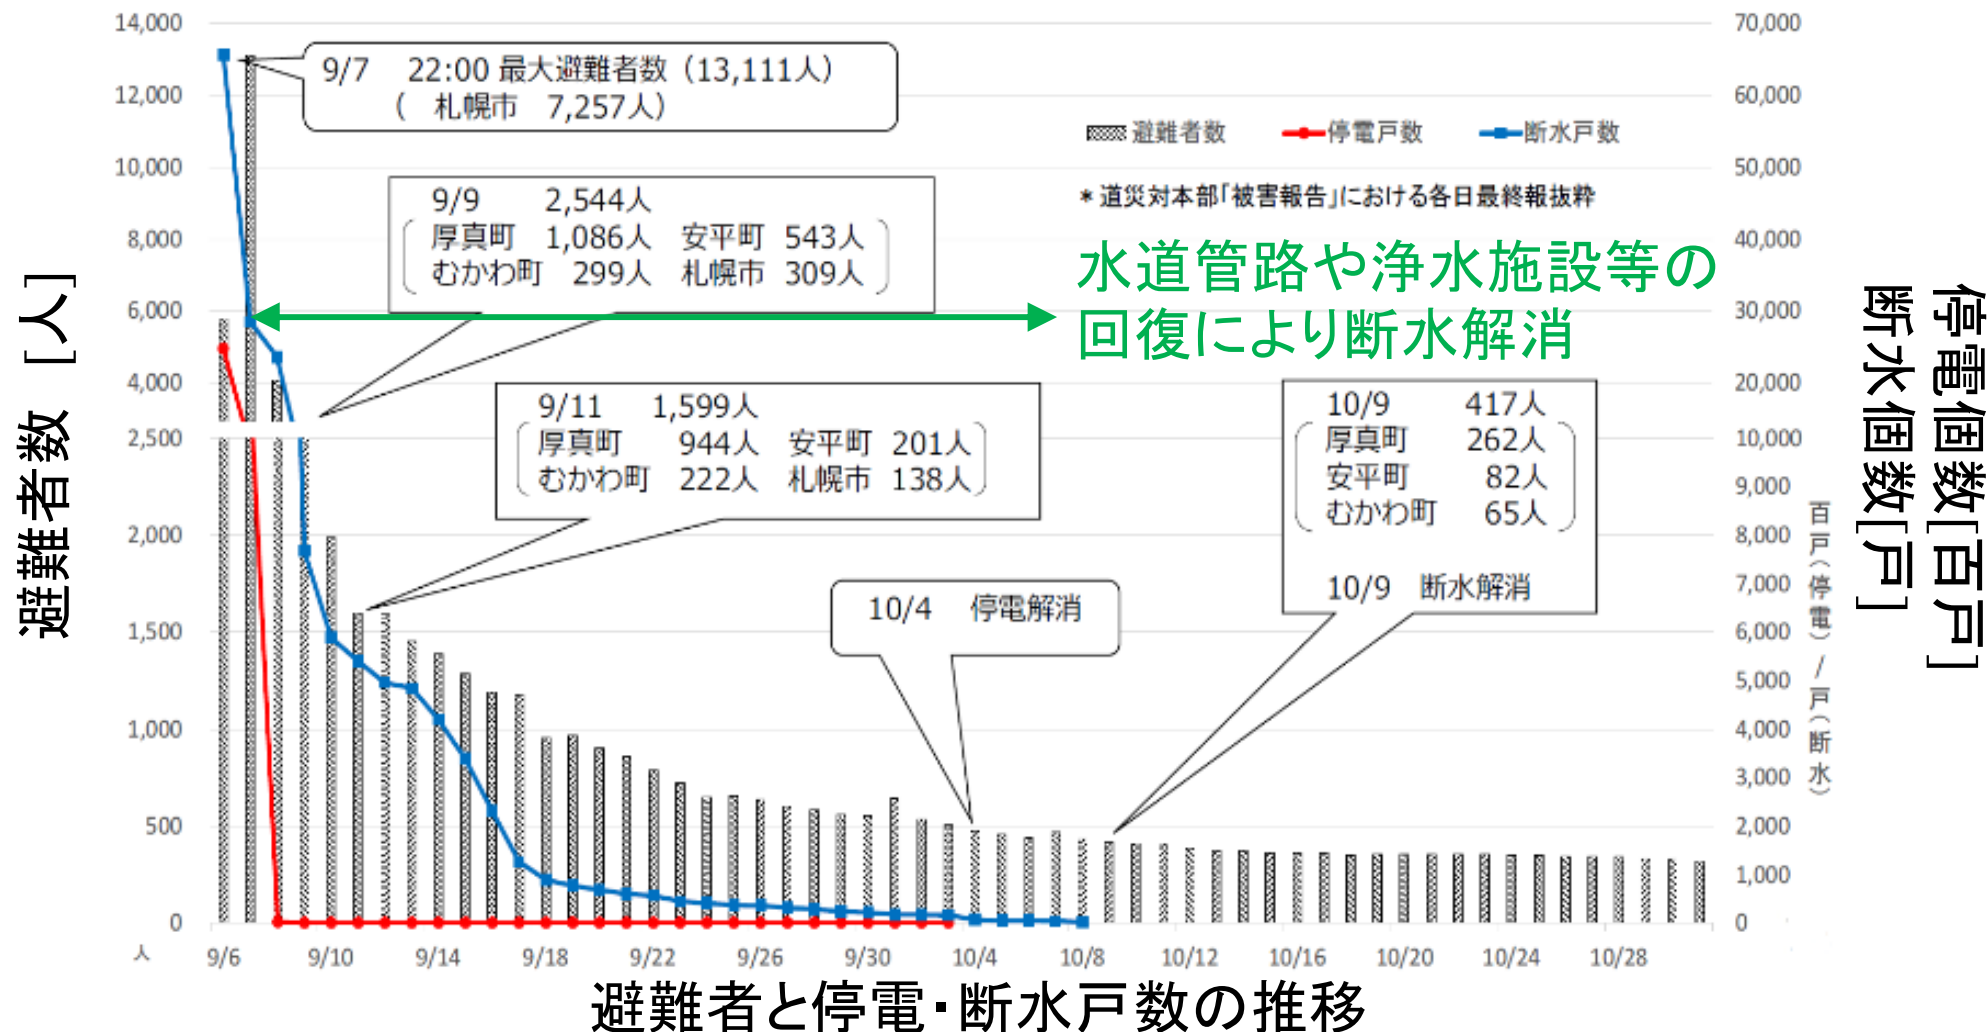 14,000
12,000
10,000
8,000
6,000
4,000
2,500
2,000
1,500
1,000
500
0
人
避難者数 [人]
9/7 22:00 最大避難者数（13,111人）
（ 札幌市 7,257人）
9/9 2,544人
厚真町 1,086人 安平町 543人
むかわ町 299人 札幌市 309人
避難者数 停電戸数 断水戸数
＊道災対本部「被害報告」における各日最終報抜粋
水道管路や浄水施設等の
回復により断水解消
9/11 1,599人
厚真町 944人 安平町 201人
むかわ町 222人 札幌市 138人
10/4 停電解消
10/9 417人
厚真町 262人
安平町 82人
むかわ町 65人
10/9 断水解消
70,000
60,000
50,000
40,000
30,000
20,000
10,000
9,000
8,000
7,000
6,000
5,000
4,000
3,000
2,000
1,000
0
百戸（停電）/戸（断水）
停電個数[百戸]
断水個数[戸]
9/6 9/10 9/14 9/18 9/22 9/26 9/30 10/4 10/8 10/12 10/16 10/20 10/24 10/28
避難者と停電・断水戸数の推移